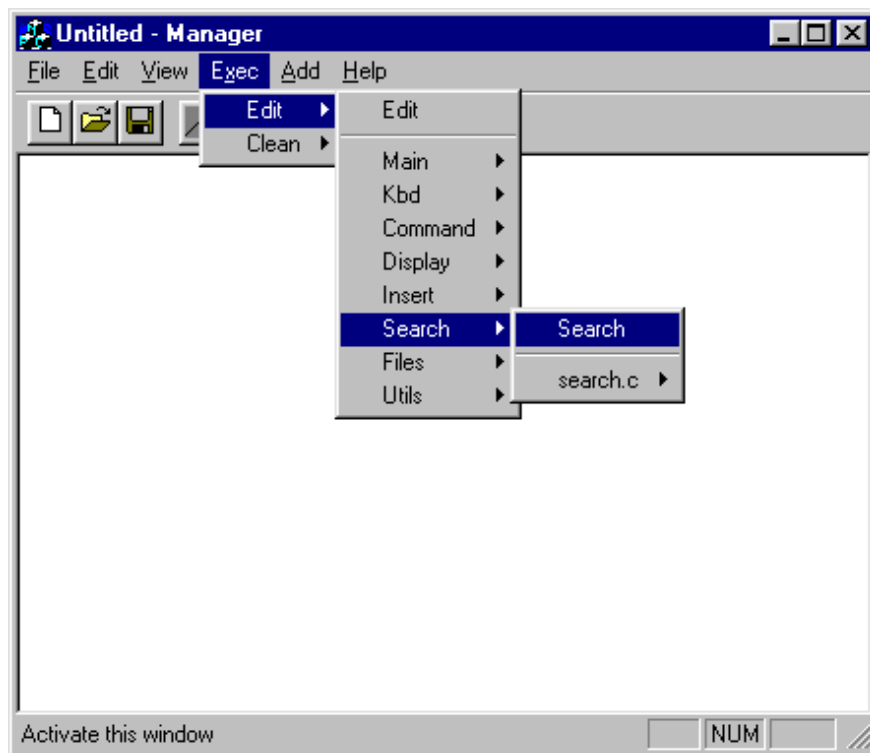 Untitled - Manager
File Edit View Exec Add Help
Edit Edit
Clean
Main
Kbd
Command
Display
Insert
Search Search
Files
search.c
Utils
Activate this window NUM